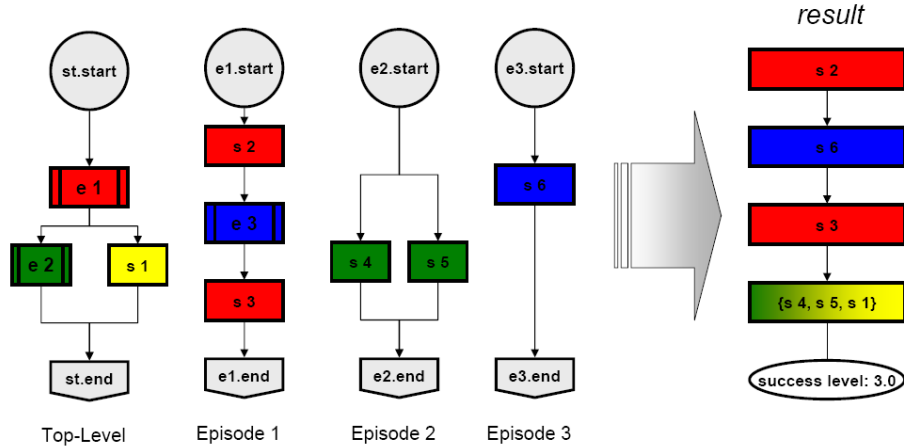 result
st.start
e 1
e 2
s 1
st.end
Top-Level
e1.start
s 2
e 3
s 3
e1.end
Episode 1
e2.start
s 4
s 5
e2.end
Episode 2
e3.start
s 6
e3.end
Episode 3
s 2
s 6
s 3
{s 4, s 5, s 1}
success level: 3.0